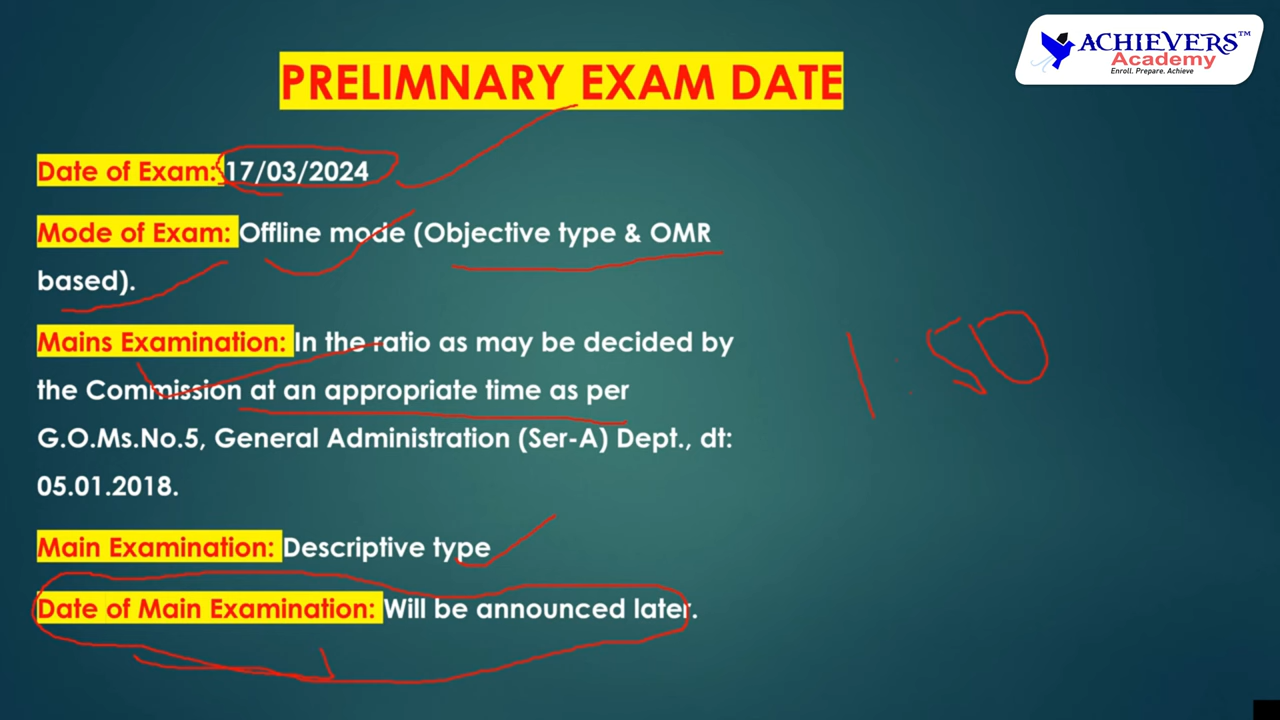 ACHIEVERS™
Academy
Enroll. Prepare. Achieve
PRELIMNARY EXAM DATE
Date of Exam: 17/03/2024
Mode of Exam: Offline mode (Objective type & OMR
based).
Mains Examination: In the ratio as may be decided by
the Commission at an appropriate time as per
G.O.Ms.No.5, General Administration (Ser-A) Dept., dt:
05.01.2018.
1:50
Main Examination: Descriptive type
Date of Main Examination: Will be announced later.